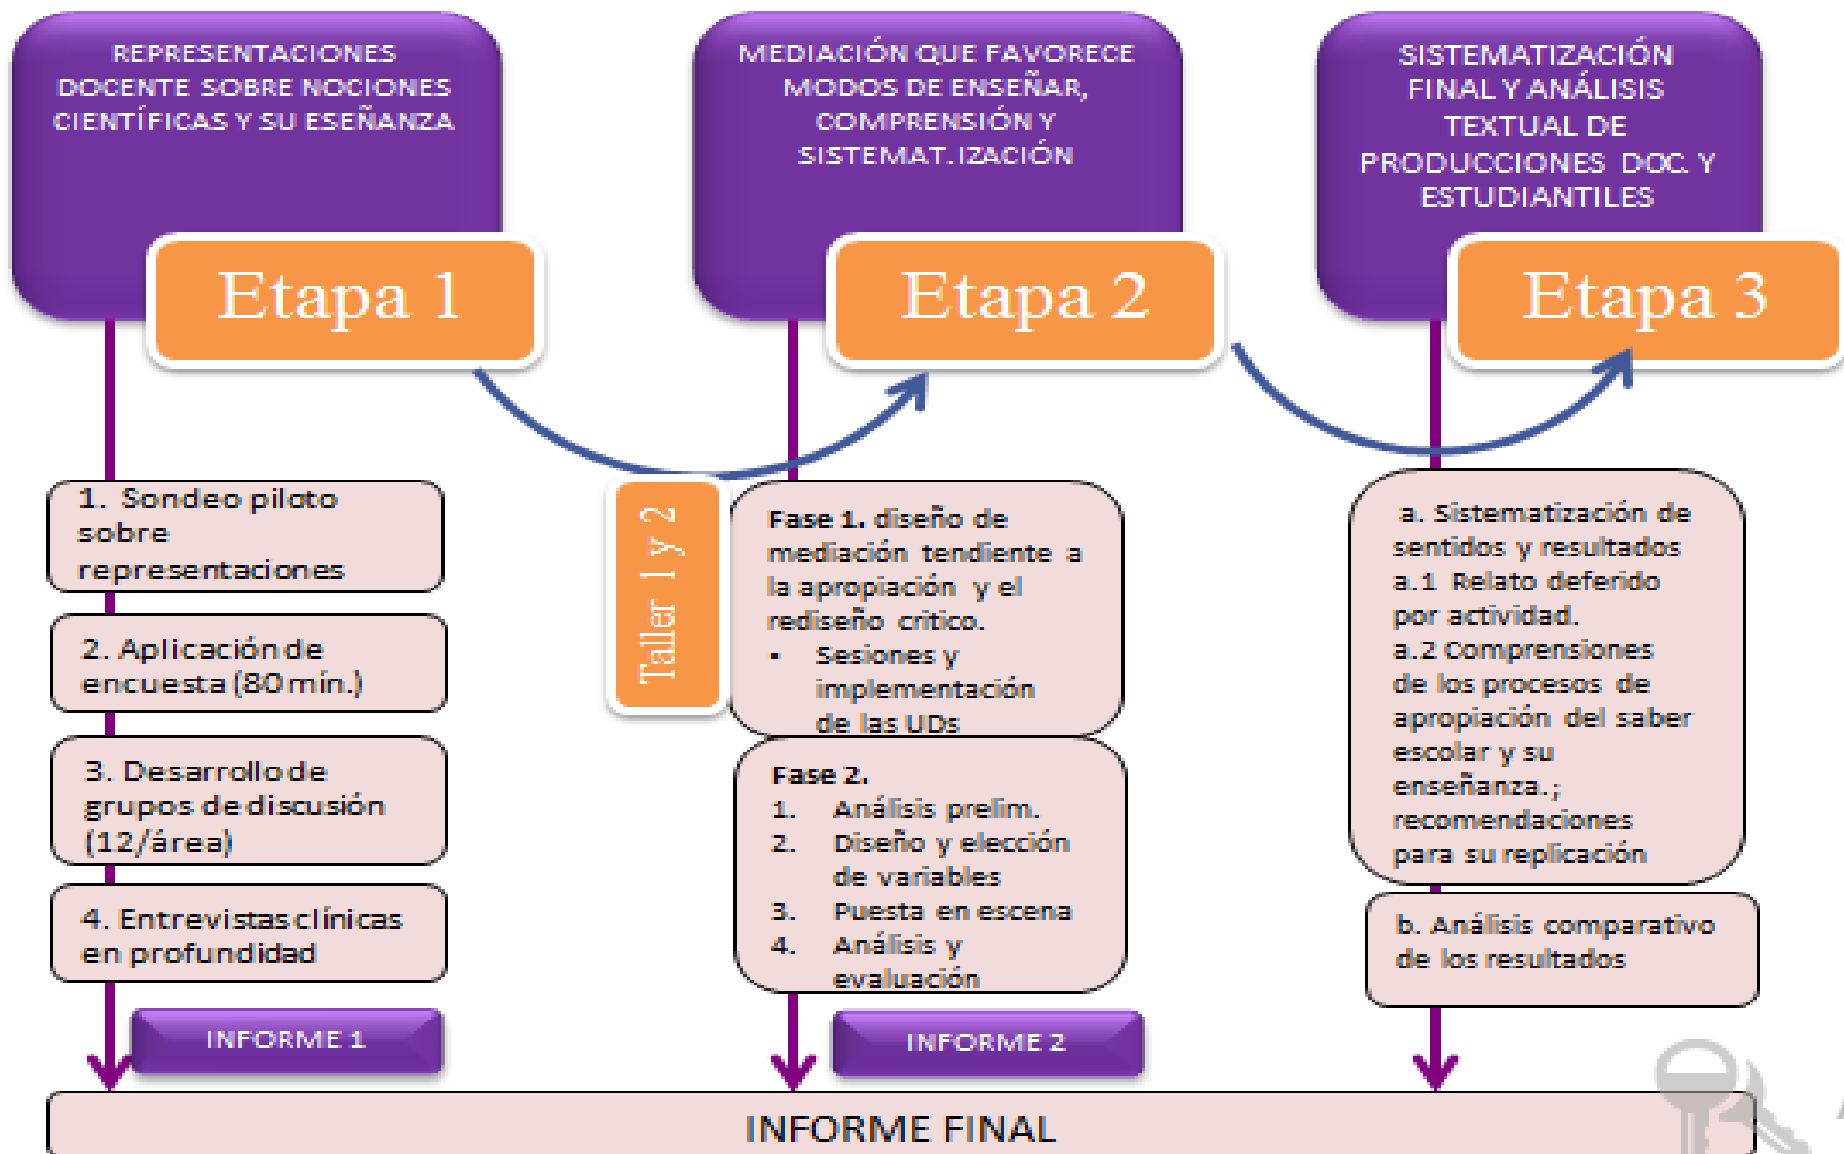 REPRESENTACIONES
DOCENTE SOBRE NOCIONES
CIENTÍFICAS Y SU ESEÑANZA
Etapa 1
MEDIACIÓN QUE FAVORECE
MODOS DE ENSEÑAR,
COMPRENSIÓN Y
SISTEMAT.IZACIÓN
Etapa 2
SISTEMATIZACIÓN
FINAL Y ANÁLISIS
TEXTUAL DE
PRODUCCIONES DOC. Y
ESTUDIANTILES
Etapa 3
1. Sondeo piloto
sobre
representaciones
2. Aplicación de
encuesta (80 mín.)
3. Desarrollo de
grupos de discusión
(12/área)
4. Entrevistas clínicas
en profundidad
INFORME 1
Taller 1 y 2
Fase 1. diseño de
mediación tendiente a
la apropiación y el
rediseño crítico.
▪ Sesiones y
implementación
de las UDs
Fase 2.
1. Análisis prelim.
2. Diseño y elección
de variables
3. Puesta en escena
4. Análisis y
evaluación
INFORME 2
a. Sistematización de
sentidos y resultados
a.1 Relato deferido
por actividad.
a.2 Comprensiones
de los procesos de
apropiación del saber
escolar y su
enseñanza.;
recomendaciones
para su replicación
b. Análisis comparativo
de los resultados
INFORME FINAL